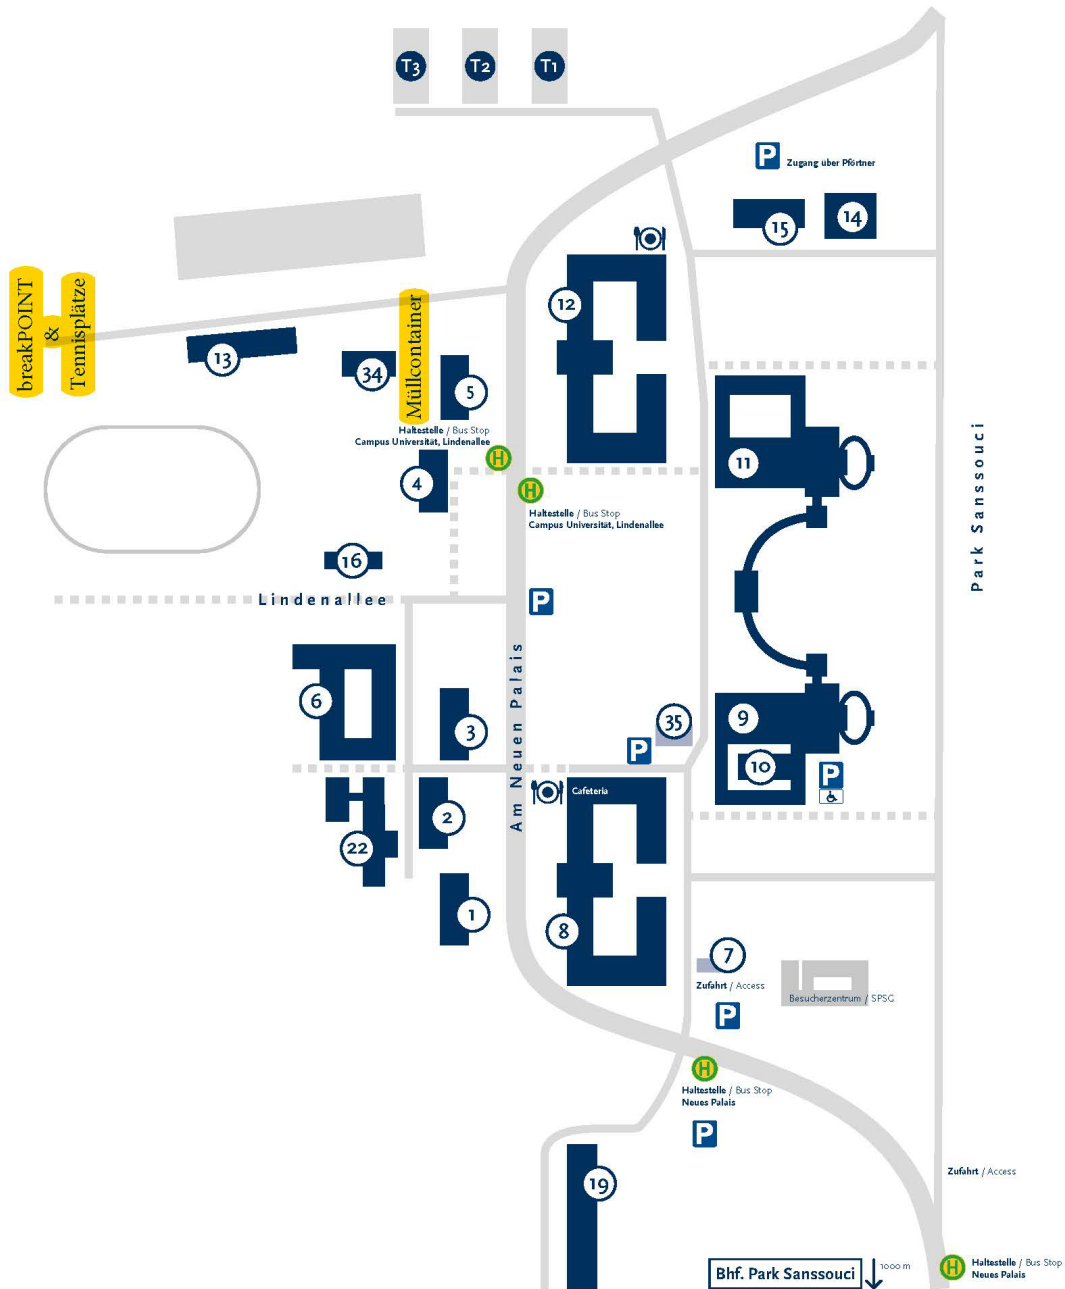 T3
T2
T1
P Zugang über Pförtner
15
14
12
breakPOINT
&
Tennisplätze
Müllcontainer
13
34
5
Haltestelle / Bus Stop
Campus Universität, Lindenallee
H
4
11
H
Haltestelle / Bus Stop
Campus Universität, Lindenallee
Park Sanssouci
16
Lindenallee
P
Am Neuen Palais
6
3
35
P
9
10
P
Cafeteria
2
22
1
8
7
Zufahrt / Access
Besucherzentrum / SPSG
P
H
Haltestelle / Bus Stop
Neues Palais
P
19
Zufahrt / Access
Bhf. Park Sanssouci
1000 m
H
Haltestelle / Bus Stop
Neues Palais